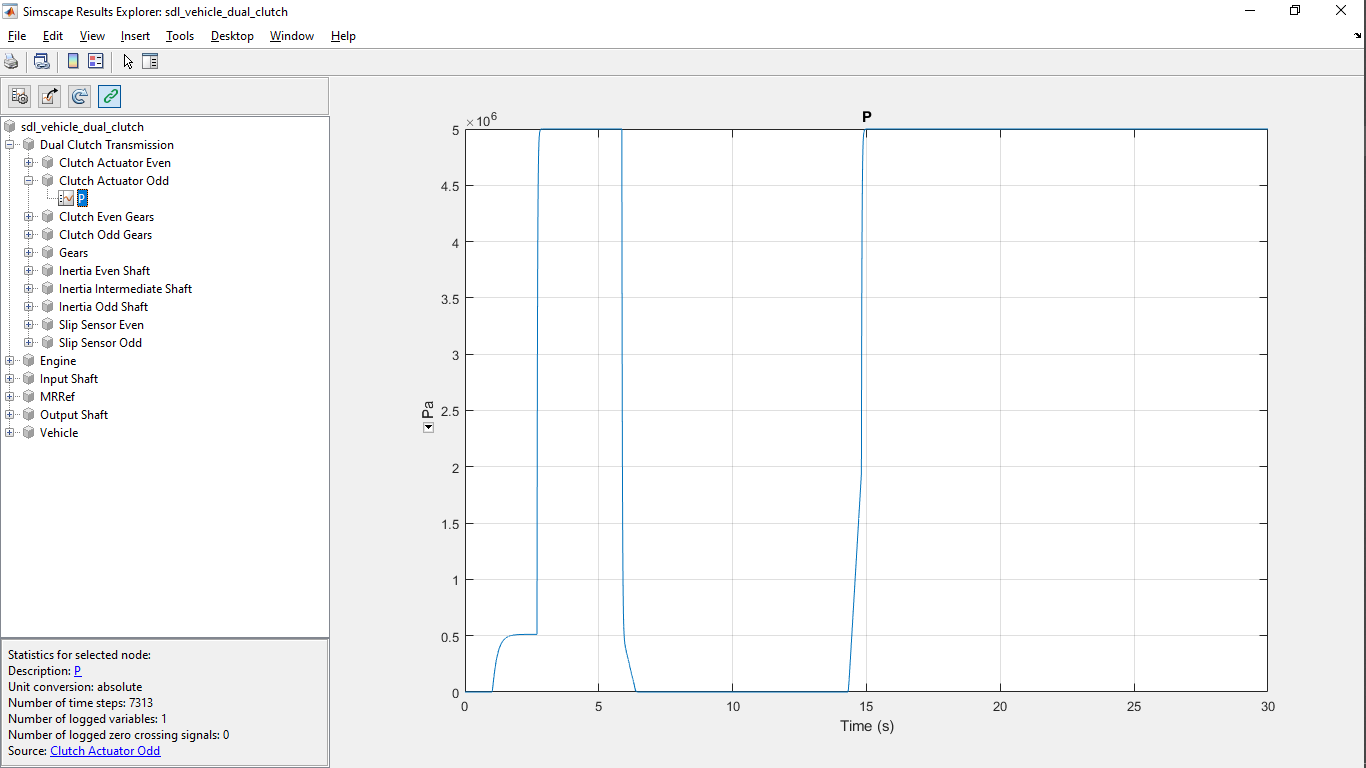 Simscape Results Explorer: sdl_vehicle_dual_clutch
File Edit View Insert Tools Desktop Window Help
sdl_vehicle_dual_clutch
Dual Clutch Transmission
Clutch Actuator Even
Clutch Actuator Odd
P
Clutch Even Gears
Clutch Odd Gears
Gears
Inertia Even Shaft
Inertia Intermediate Shaft
Inertia Odd Shaft
Slip Sensor Even
Slip Sensor Odd
Engine
Input Shaft
MRRef
Output Shaft
Vehicle
Statistics for selected node:
Description: P
Unit conversion: absolute
Number of time steps: 7313
Number of logged variables: 1
Number of logged zero crossing signals: 0
Source: Clutch Actuator Odd
P
×10⁶
5
4.5
4
3.5
3
2.5
2
1.5
1
0.5
0
Pa
0 5 10 15 20 25 30
Time (s)